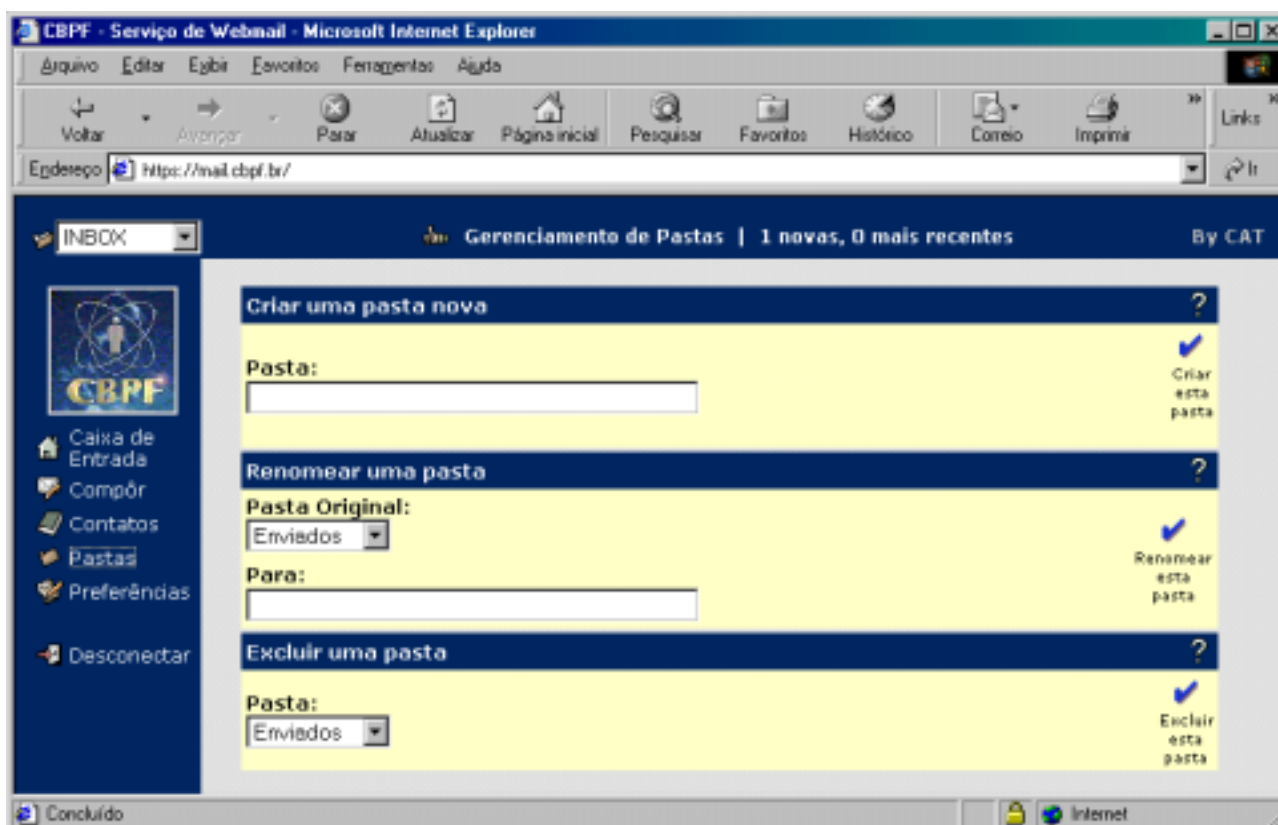 CBPF - Serviço de Webmail - Microsoft Internet Explorer
Arquivo Editar Exibir Favoritos Ferramentas Ajuda
Voltar Avançar Parar Atualizar Página inicial Pesquisar Favoritos Histórico Correio Imprimir » Links »
Endereço https://mail.cbpf.br/ Ir
INBOX Gerenciamento de Pastas | 1 novas, 0 mais recentes By CAT
CBPF
Caixa de
Entrada
Compôr
Contatos
Pastas
Preferências
Desconectar
Criar uma pasta nova ?
Pasta:
Criar
esta
pasta
Renomear uma pasta ?
Pasta Original:
Enviados
Para:
Renomear
esta
pasta
Excluir uma pasta ?
Pasta:
Enviados
Excluir
esta
pasta
Concluído Internet